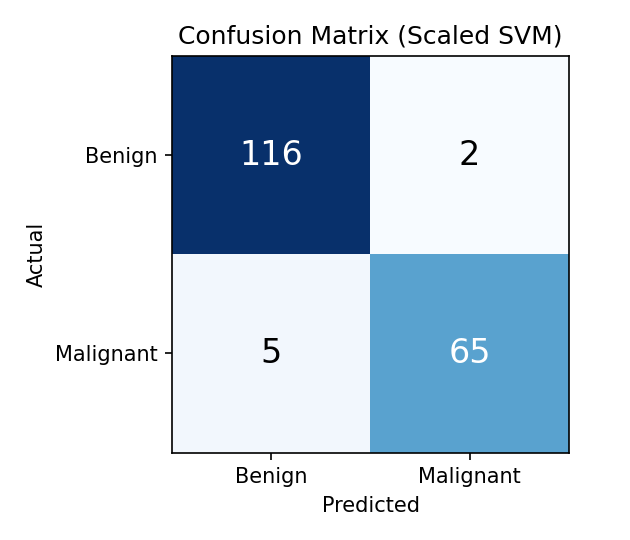 Confusion Matrix (Scaled SVM)
Actual
Benign
116
2
Malignant
5
65
Benign
Malignant
Predicted